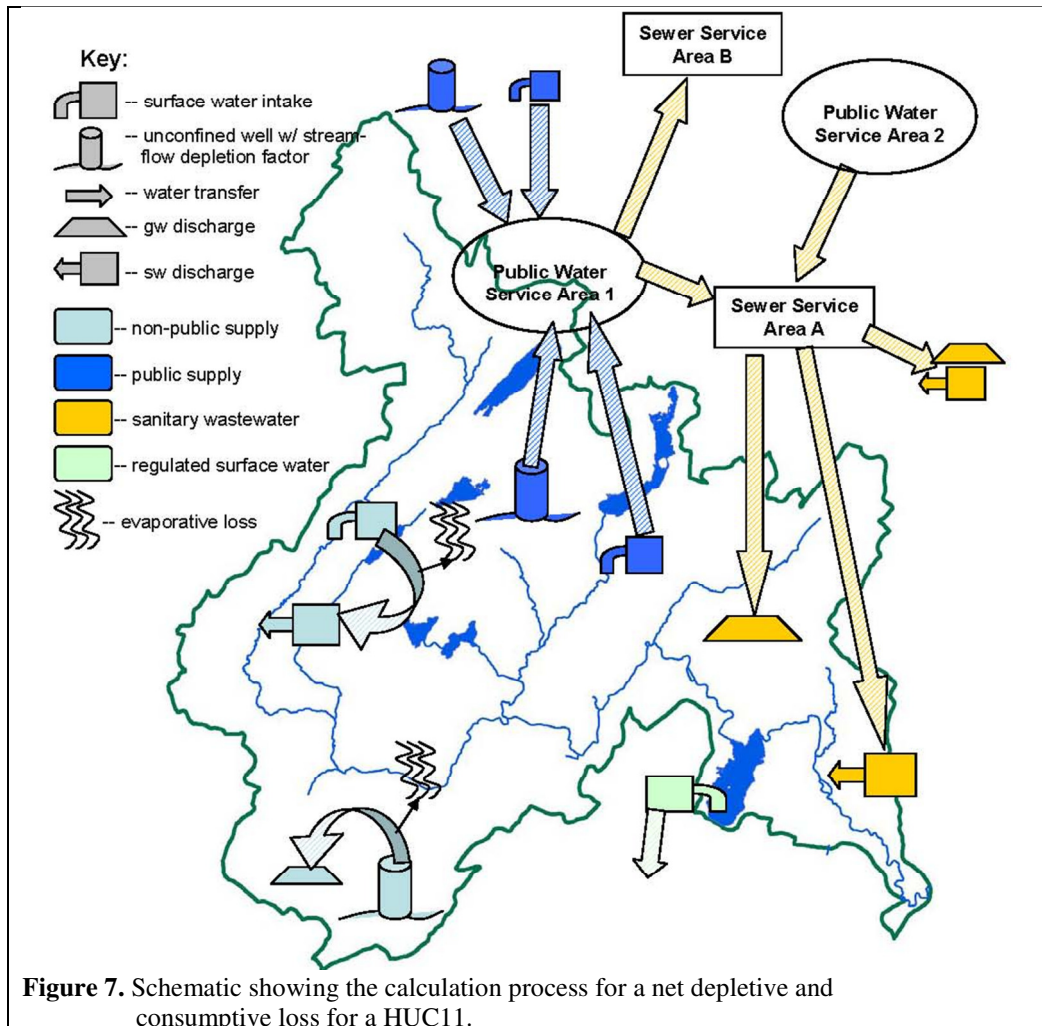 Key:
-- surface water intake
-- unconfined well w/ stream-
flow depletion factor
-- water transfer
-- gw discharge
-- sw discharge
-- non-public supply
-- public supply
-- sanitary wastewater
-- regulated surface water
-- evaporative loss
Sewer Service
Area B
Public Water
Service Area 2
Public Water
Service Area 1
Sewer Service
Area A
Figure 7. Schematic showing the calculation process for a net depletive and
consumptive loss for a HUC11.